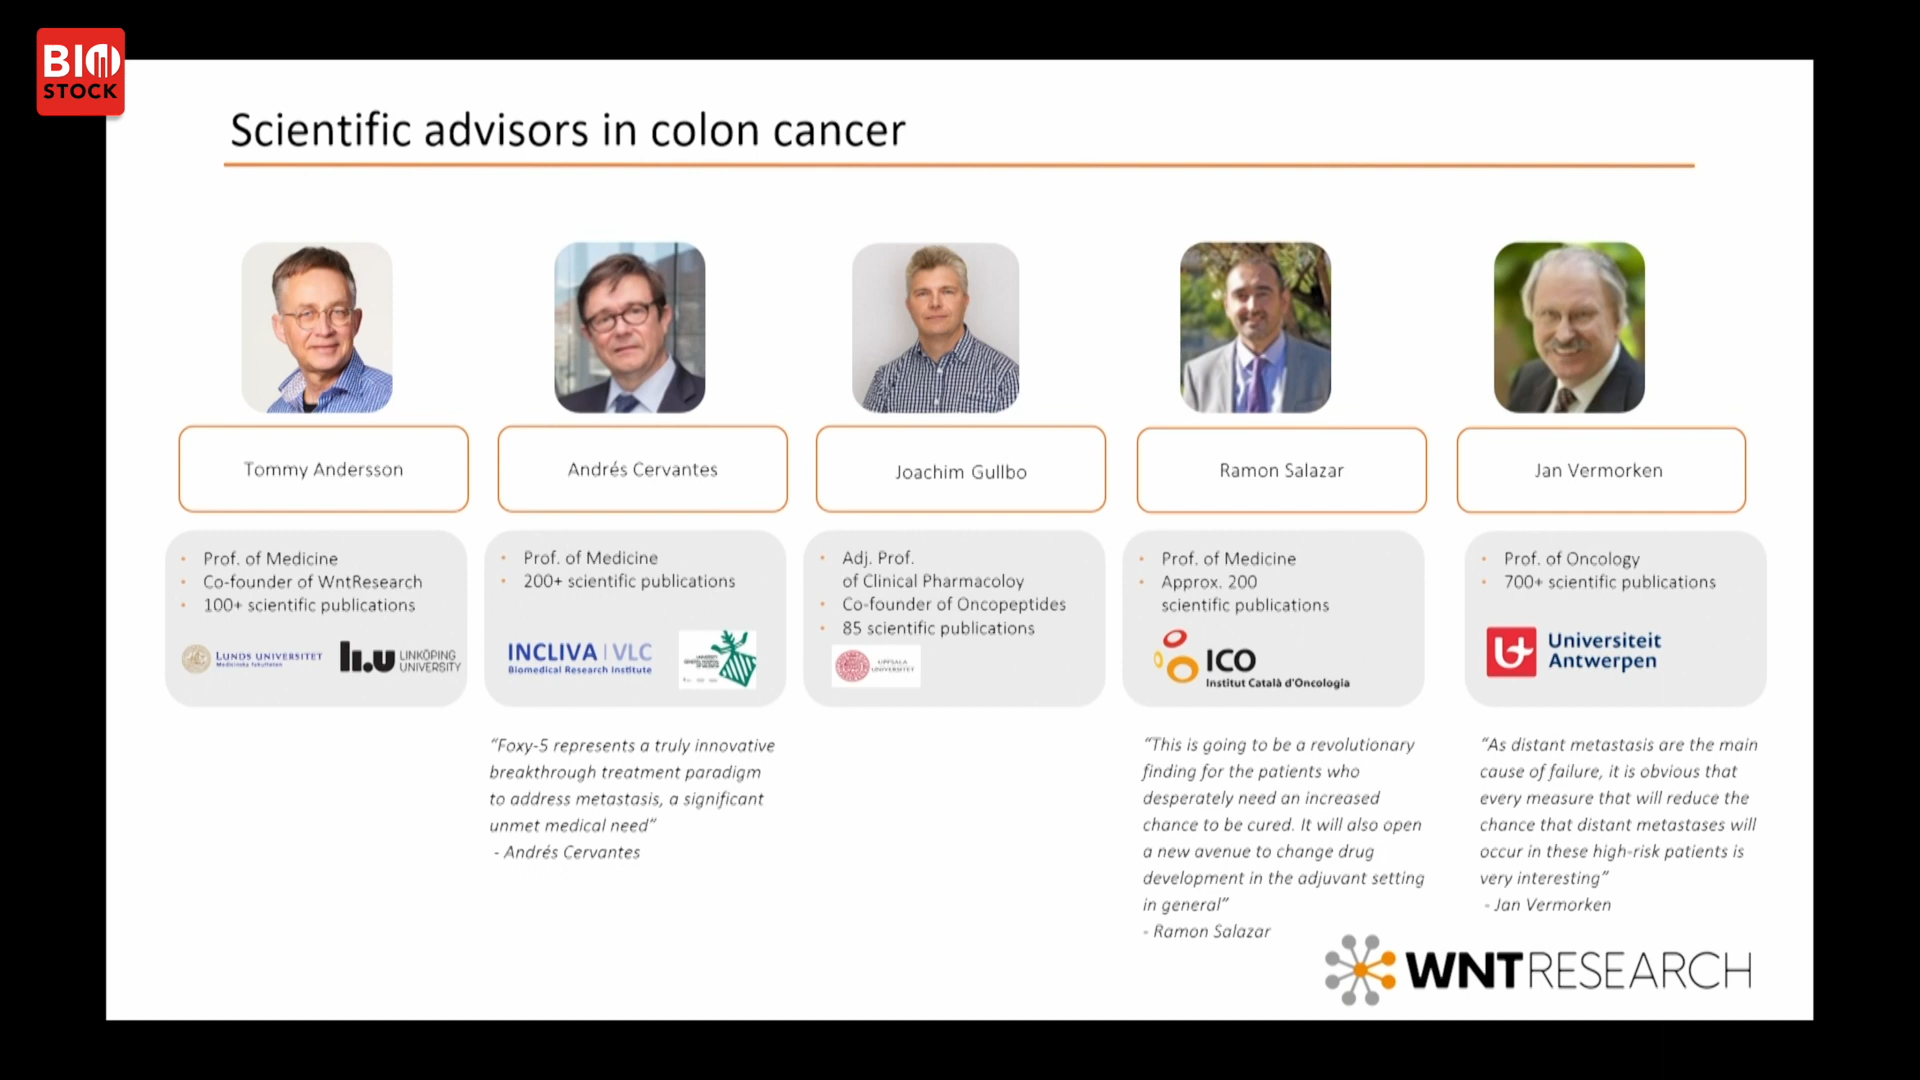 BIO
STOCK
Scientific advisors in colon cancer
Tommy Andersson
Andrés Cervantes
Joachim Gullbo
Ramon Salazar
Jan Vermorken
• Prof. of Medicine
• Co-founder of WntResearch
• 100+ scientific publications
LUNDS UNIVERSITET
Medicinska fakulteten
li.u LINKÖPING
UNIVERSITY
• Prof. of Medicine
• 200+ scientific publications
INCLIVA | VLC
Biomedical Research Institute
• Adj. Prof.
of Clinical Pharmacoloy
• Co-founder of Oncopeptides
• 85 scientific publications
UPPSALA
UNIVERSITET
• Prof. of Medicine
• Approx. 200
scientific publications
ICO
Institut Català d'Oncologia
• Prof. of Oncology
• 700+ scientific publications
Universiteit
Antwerpen
“Foxy-5 represents a truly innovative
breakthrough treatment paradigm
to address metastasis, a significant
unmet medical need”
- Andrés Cervantes
“This is going to be a revolutionary
finding for the patients who
desperately need an increased
chance to be cured. It will also open
a new avenue to change drug
development in the adjuvant setting
in general”
- Ramon Salazar
“As distant metastasis are the main
cause of failure, it is obvious that
every measure that will reduce the
chance that distant metastases will
occur in these high-risk patients is
very interesting”
- Jan Vermorken
WNTRESEARCH